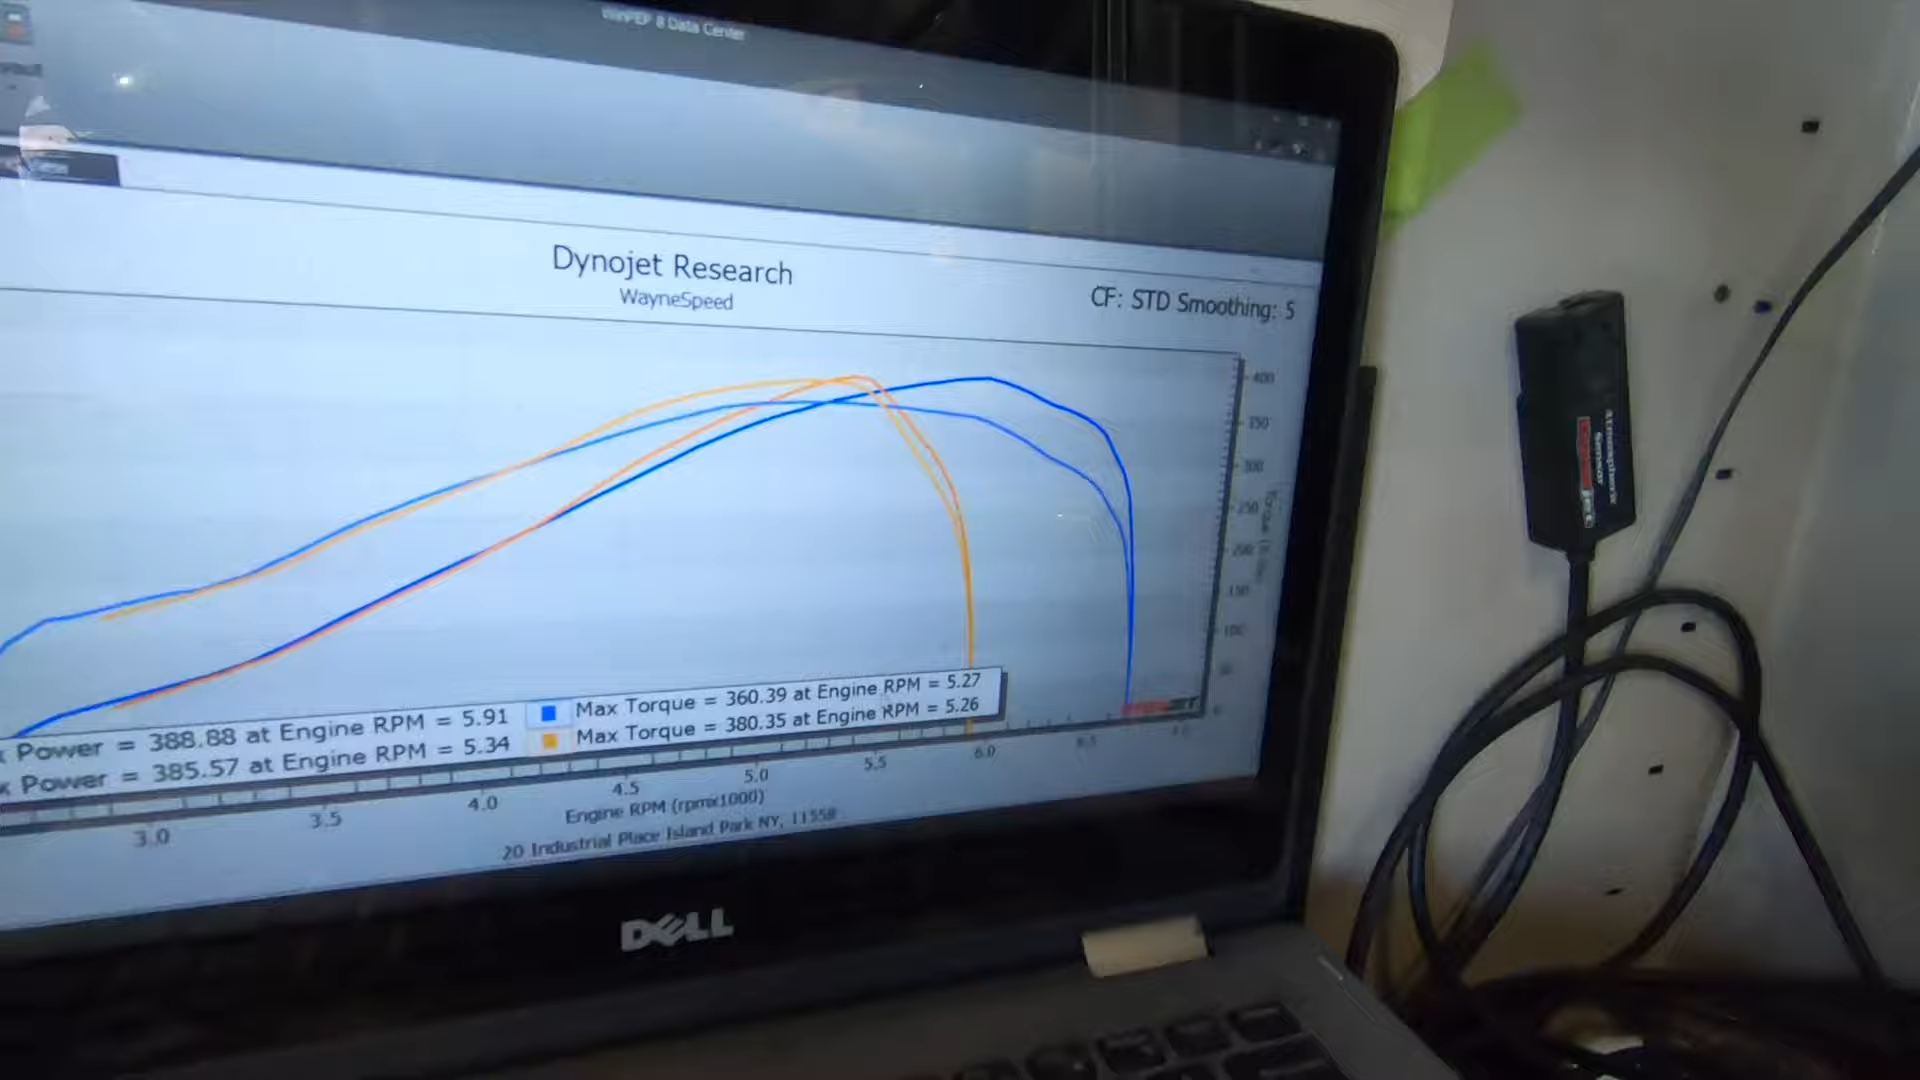 WinPEP 8 Data Center
Dynojet Research
WayneSpeed
CF: STD Smoothing: 5
400
350
300
250
200
150
100
Power = 388.88 at Engine RPM = 5.91
Max Torque = 360.39 at Engine RPM = 5.27
Power = 385.57 at Engine RPM = 5.34
Max Torque = 380.35 at Engine RPM = 5.26
3.0 3.5 4.0 4.5 5.0 5.5 6.0 6.5
Engine RPM (rpmx1000)
20 Industrial Place Island Park NY, 11558
DELL
Atmospheric
Sensor